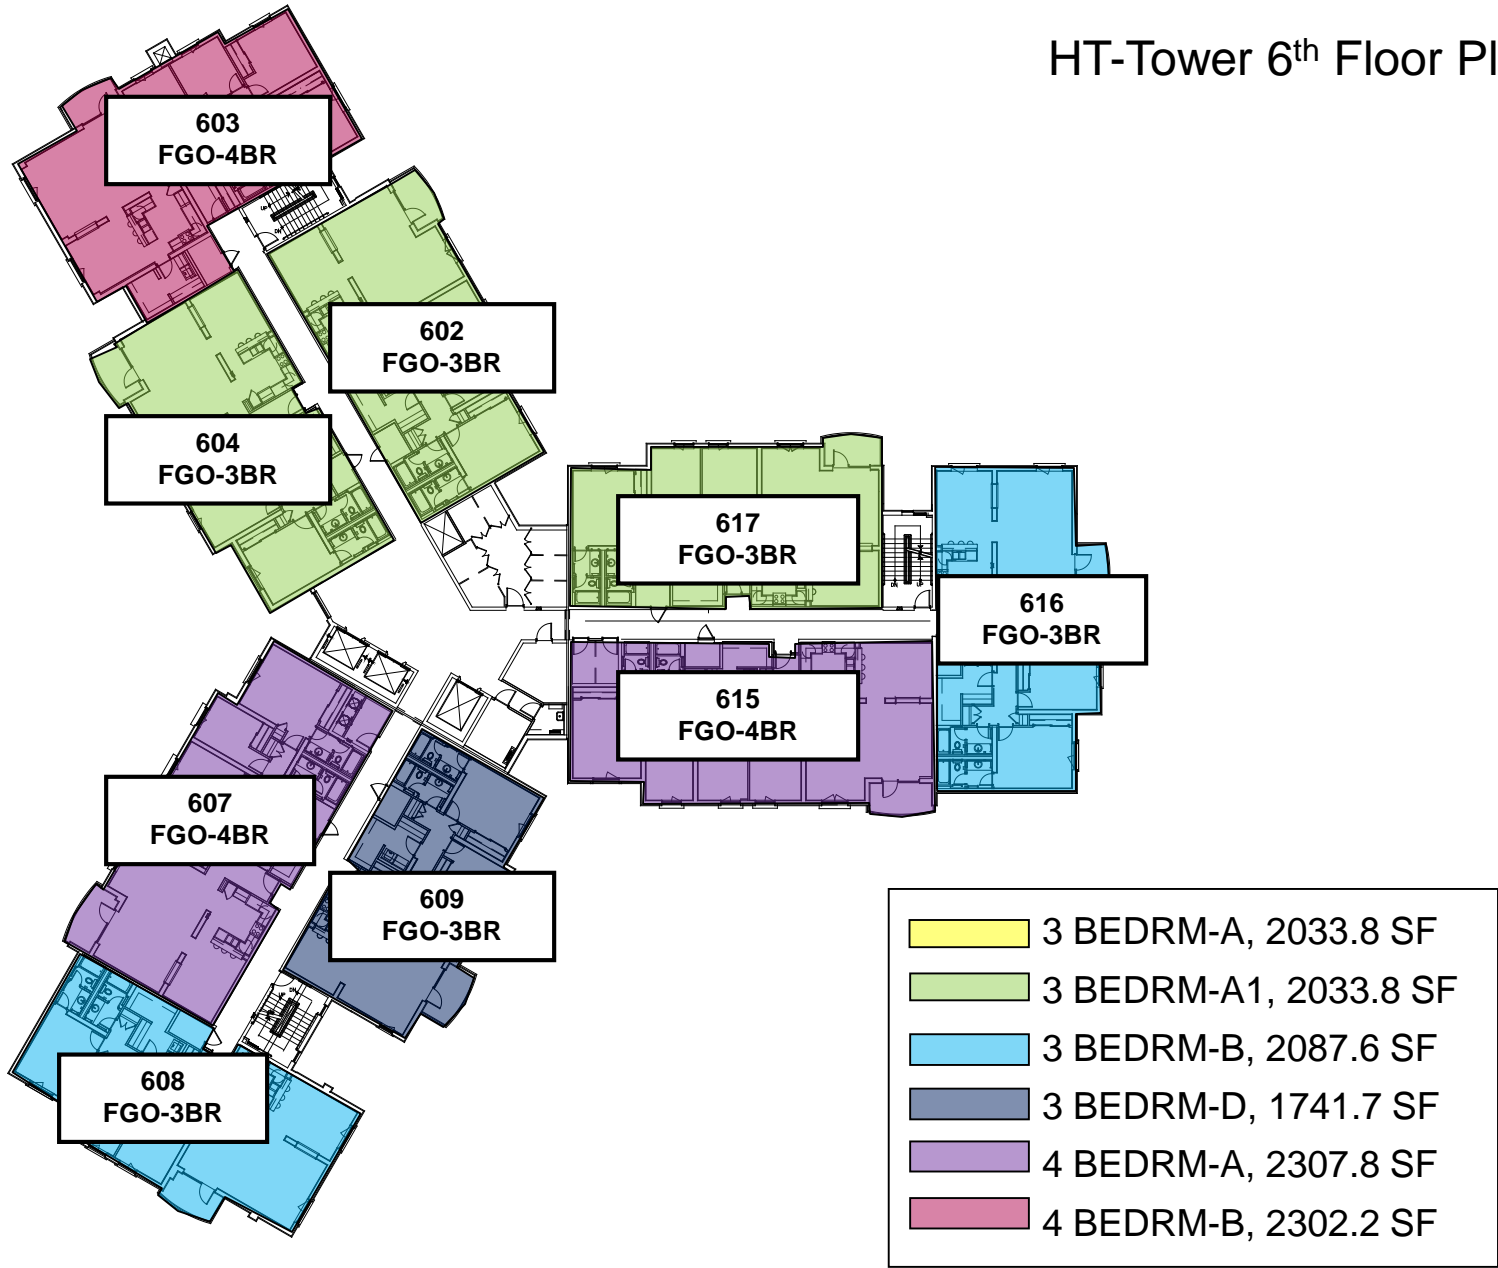 HT-Tower 6th Floor Pl
603
FGO-4BR
602
FGO-3BR
604
FGO-3BR
617
FGO-3BR
616
FGO-3BR
615
FGO-4BR
607
FGO-4BR
609
FGO-3BR
608
FGO-3BR
3 BEDRM-A, 2033.8 SF
3 BEDRM-A1, 2033.8 SF
3 BEDRM-B, 2087.6 SF
3 BEDRM-D, 1741.7 SF
4 BEDRM-A, 2307.8 SF
4 BEDRM-B, 2302.2 SF